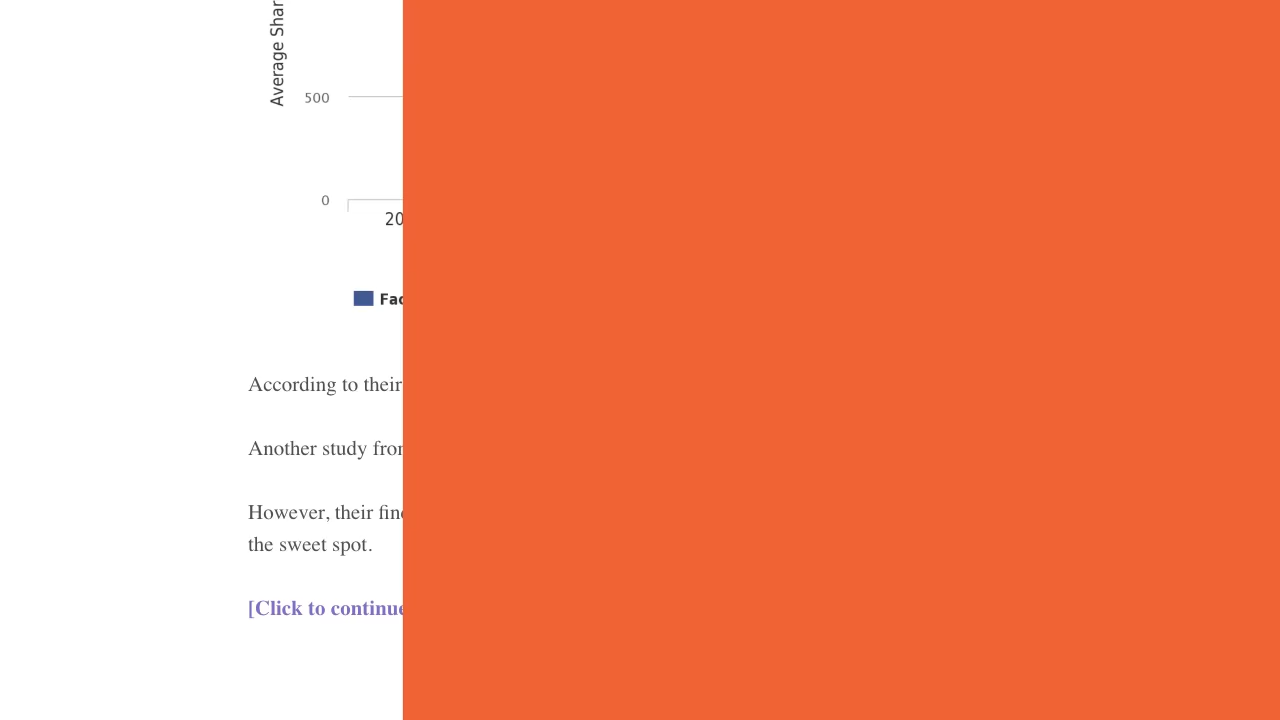 Average Shar
500
0
20
Fac
According to their
Another study from
However, their find
the sweet spot.
[Click to continue